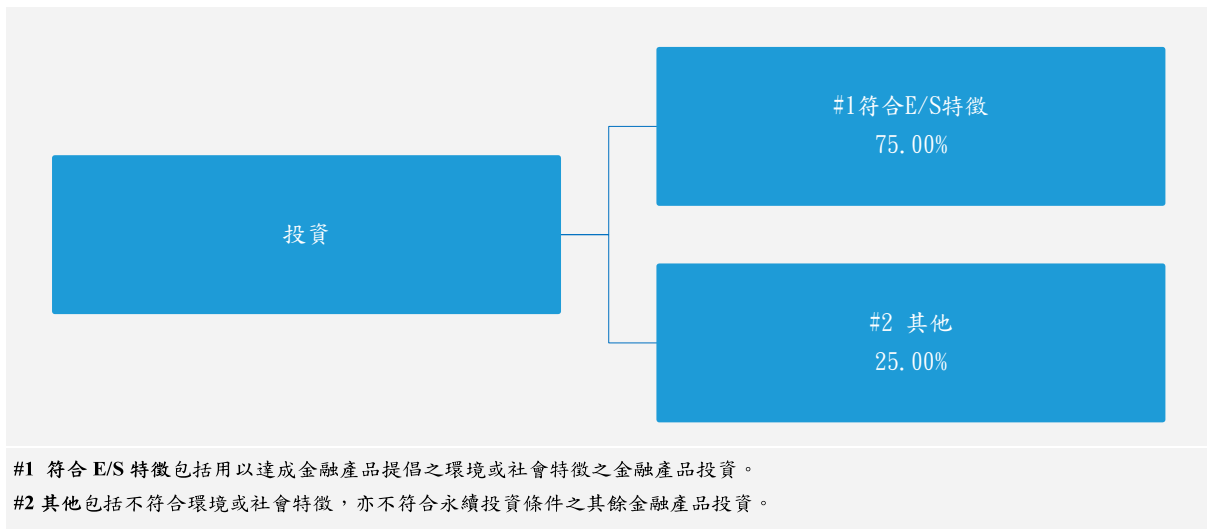 #1符合E/S特徵
75.00%
投資
#2 其他
25.00%
#1 符合 E/S 特徵包括用以達成金融產品提倡之環境或社會特徵之金融產品投資。
#2 其他包括不符合環境或社會特徵，亦不符合永續投資條件之其餘金融產品投資。